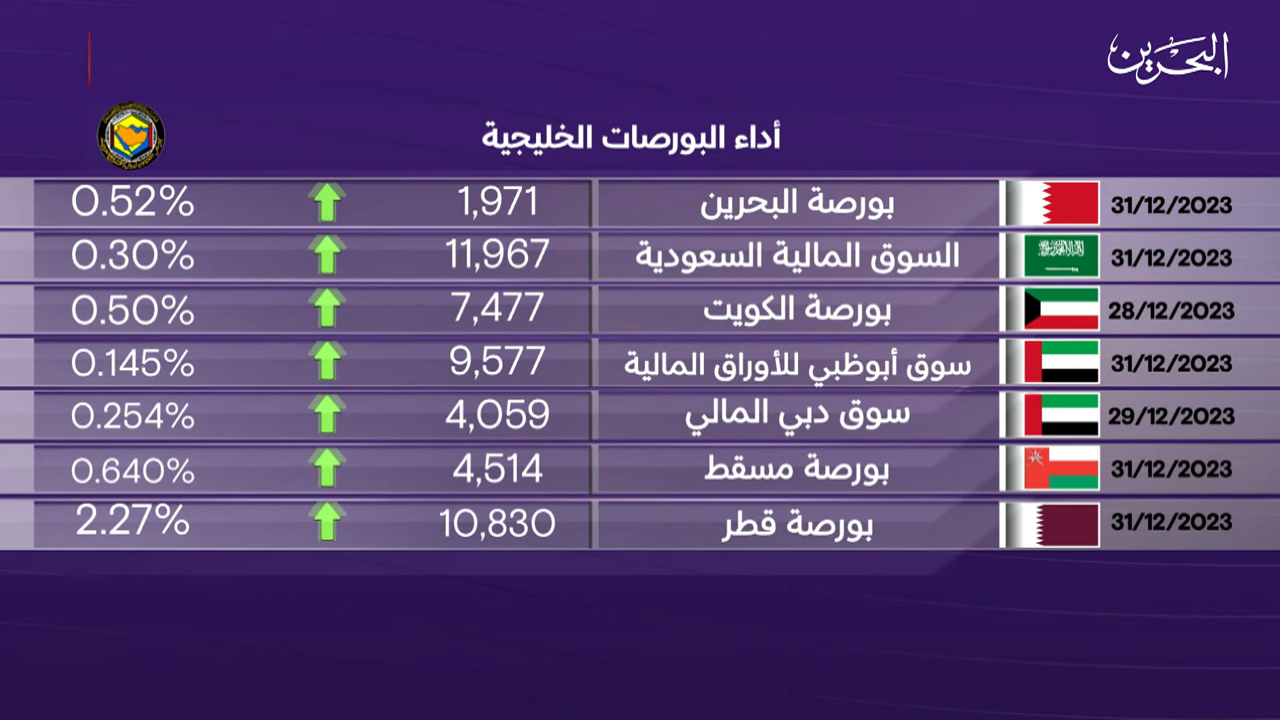 البحرين
أداء البورصات الخليجية
31/12/2023 بورصة البحرين 1,971 0.52%
31/12/2023 السوق المالية السعودية 11,967 0.30%
28/12/2023 بورصة الكويت 7,477 0.50%
31/12/2023 سوق أبوظبي للأوراق المالية 9,577 0.145%
29/12/2023 سوق دبي المالي 4,059 0.254%
31/12/2023 بورصة مسقط 4,514 0.640%
31/12/2023 بورصة قطر 10,830 2.27%